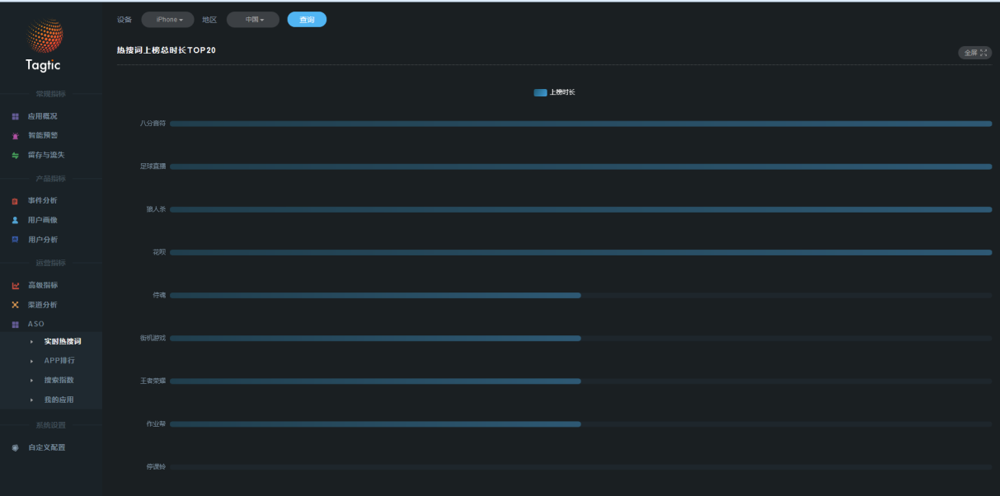 设备 iPhone 地区 中国 查询
热搜词上榜总时长TOP20
全屏
上榜时长
八分音符
足球直播
狼人杀
花呗
侍魂
街机游戏
王者荣耀
作业帮
停课铃
Tagtic
常规指标
应用概况
智能预警
留存与流失
产品指标
事件分析
用户画像
用户分析
运营指标
高级指标
渠道分析
ASO
实时热搜词
APP排行
搜索指数
我的应用
系统设置
自定义配置